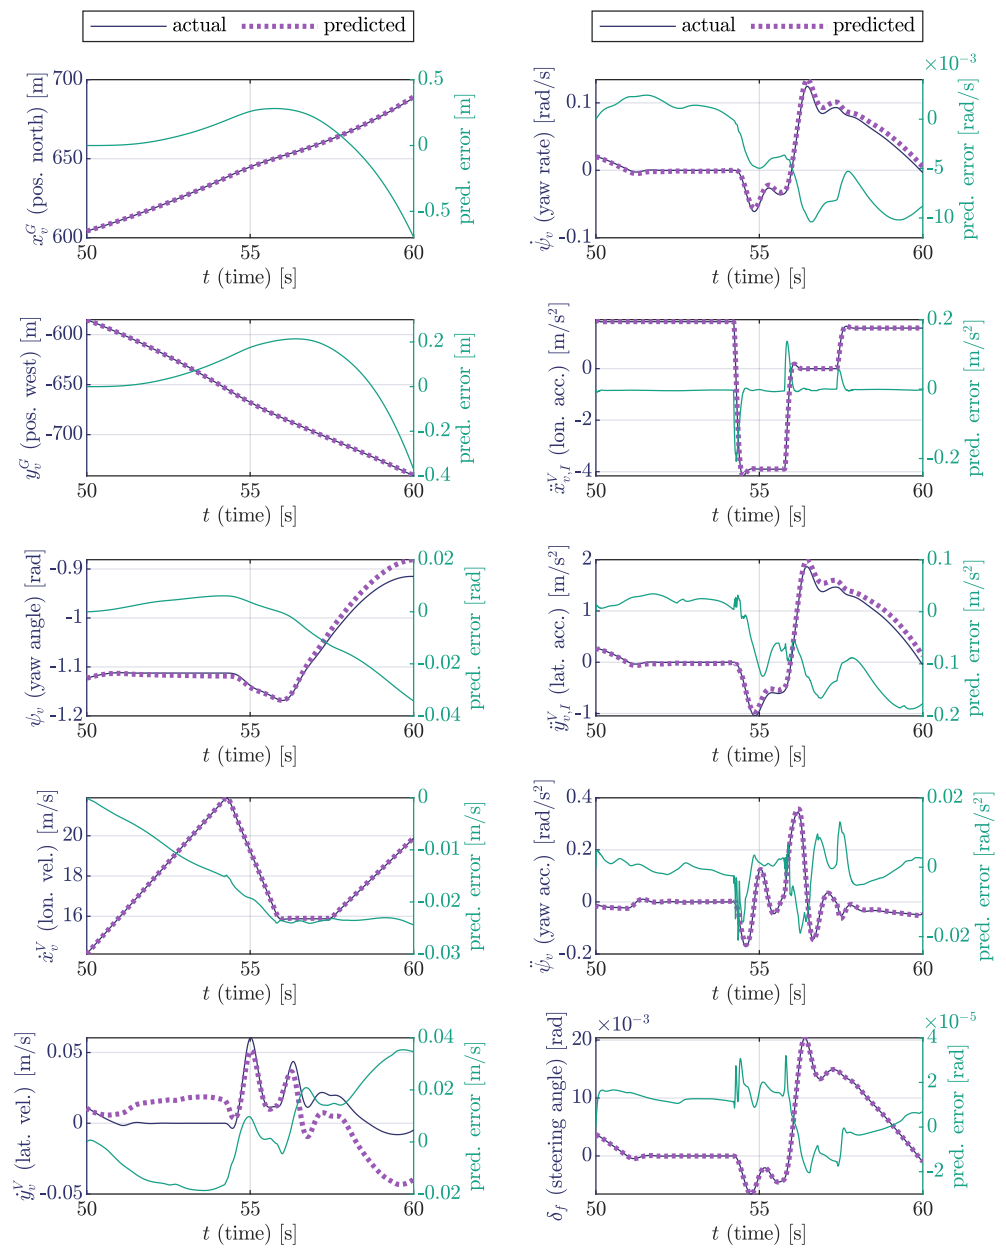 actual predicted
actual predicted
700
650
600
x_v^G (pos. north) [m]
0.5
0
-0.5
pred. error [m]
50 55 60
t (time) [s]
×10^-3
0.1
0
-0.1
ψ̇_v (yaw rate) [rad/s]
0
-5
-10
pred. error [rad/s]
50 55 60
t (time) [s]
-600
-650
-700
y_v^G (pos. west) [m]
0.2
0
-0.2
-0.4
pred. error [m]
50 55 60
t (time) [s]
0
-2
-4
ẍ_{v,I}^V (lon. acc.) [m/s²]
0.2
0
-0.2
pred. error [m/s²]
50 55 60
t (time) [s]
-0.9
-1
-1.1
-1.2
ψ_v (yaw angle) [rad]
0.02
0
-0.02
-0.04
pred. error [rad]
50 55 60
t (time) [s]
2
1
0
-1
ÿ_{v,I}^V (lat. acc.) [m/s²]
0.1
0
-0.1
-0.2
pred. error [m/s²]
50 55 60
t (time) [s]
20
18
16
ẋ_v^V (lon. vel.) [m/s]
0
-0.01
-0.02
-0.03
pred. error [m/s]
50 55 60
t (time) [s]
0.4
0.2
0
-0.2
ψ̈_v (yaw acc.) [rad/s²]
0.02
0
-0.02
pred. error [rad/s²]
50 55 60
t (time) [s]
0.05
0
-0.05
ẏ_v^V (lat. vel.) [m/s]
0.04
0.02
0
-0.02
pred. error [m/s]
50 55 60
t (time) [s]
×10^-3
×10^-5
20
10
0
δ_f (steering angle) [rad]
4
2
0
-2
pred. error [rad]
50 55 60
t (time) [s]